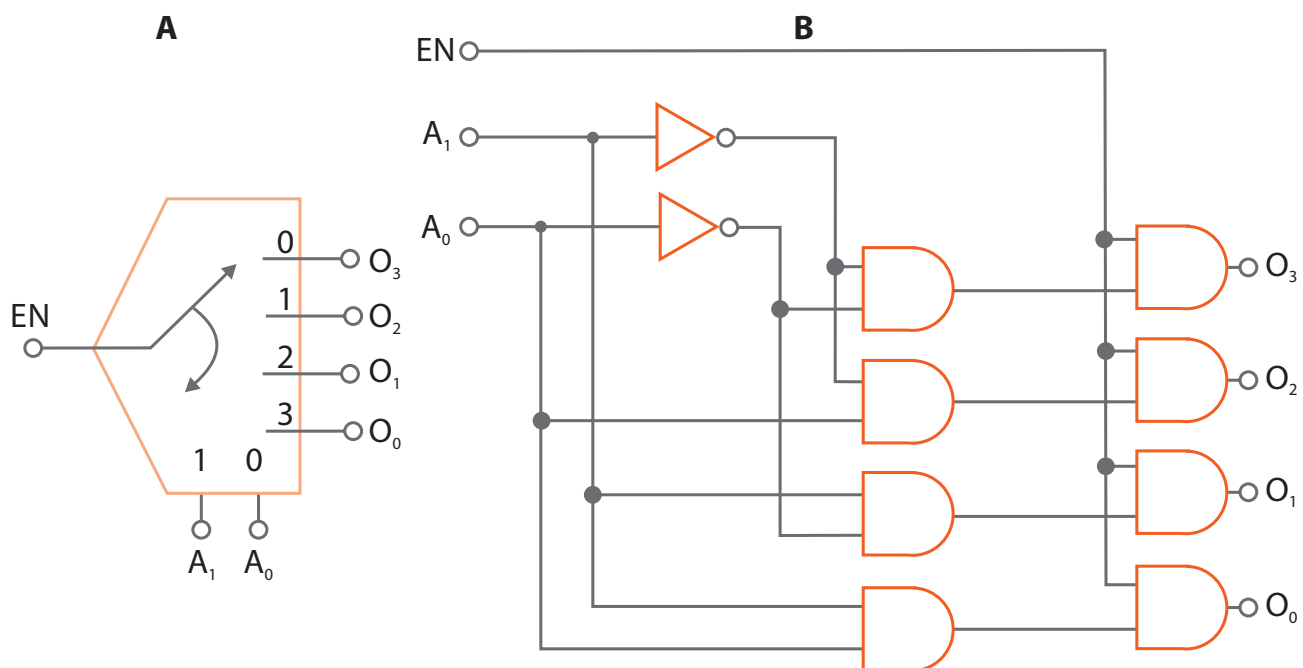 A
EN
0
O₃
1
O₂
2
O₁
3
O₀
1 0
A₁ A₀
B
EN
A₁
A₀
O₃
O₂
O₁
O₀